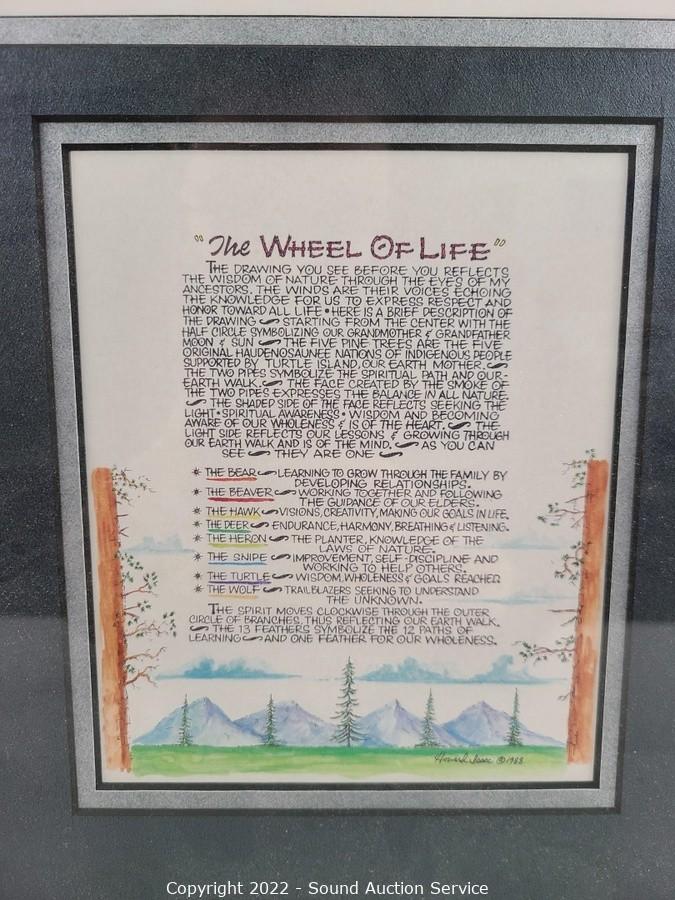 "The WHEEL OF LIFE"
THE DRAWING YOU SEE BEFORE YOU REFLECTS
THE WISDOM OF NATURE THROUGH THE EYES OF MY
ANCESTORS. THE WINDS ARE THEIR VOICES ECHOING
THE KNOWLEDGE FOR US TO EXPRESS RESPECT AND
HONOR TOWARD ALL LIFE • HERE IS A BRIEF DESCRIPTION OF
THE DRAWING ~ STARTING FROM THE CENTER WITH THE
HALF CIRCLE SYMBOLIZING OUR GRANDMOTHER & GRANDFATHER
MOON & SUN ~ THE FIVE PINE TREES ARE THE FIVE
ORIGINAL HAUDENOSAUNEE NATIONS OF INDIGENOUS PEOPLE
SUPPORTED BY TURTLE ISLAND, OUR EARTH MOTHER. ~
THE TWO PIPES SYMBOLIZE THE SPIRITUAL PATH AND OUR-
EARTH WALK. ~ THE FACE CREATED BY THE SMOKE OF
THE TWO PIPES EXPRESSES THE BALANCE IN ALL NATURE.
~ THE SHADED SIDE OF THE FACE REFLECTS SEEKING THE
LIGHT • SPIRITUAL AWARENESS • WISDOM AND BECOMING
AWARE OF OUR WHOLENESS & IS OF THE HEART. ~ THE
LIGHT SIDE REFLECTS OUR LESSONS & GROWING THROUGH
OUR EARTH WALK AND IS OF THE MIND. ~ AS YOU CAN
SEE ~ THEY ARE ONE ~
* THE BEAR ~ LEARNING TO GROW THROUGH THE FAMILY BY
DEVELOPING RELATIONSHIPS.
* THE BEAVER ~ WORKING TOGETHER AND FOLLOWING
THE GUIDANCE OF OUR ELDERS.
* THE HAWK ~ VISIONS, CREATIVITY, MAKING OUR GOALS IN LIFE.
* THE DEER ~ ENDURANCE, HARMONY, BREATHING & LISTENING.
* THE HERON ~ THE PLANTER, KNOWLEDGE OF THE
LAWS OF NATURE.
* THE SNIPE ~ IMPROVEMENT, SELF-DISCIPLINE AND
WORKING TO HELP OTHERS.
* THE TURTLE ~ WISDOM, WHOLENESS & GOALS REACHED.
* THE WOLF ~ TRAILBLAZERS SEEKING TO UNDERSTAND
THE UNKNOWN.
THE SPIRIT MOVES CLOCKWISE THROUGH THE OUTER
CIRCLE OF BRANCHES, THUS REFLECTING OUR EARTH WALK.
~ THE 13 FEATHERS SYMBOLIZE THE 12 PATHS OF
LEARNING ~ AND ONE FEATHER FOR OUR WHOLENESS.
Howard Isaac © 1988
Copyright 2022 - Sound Auction Service